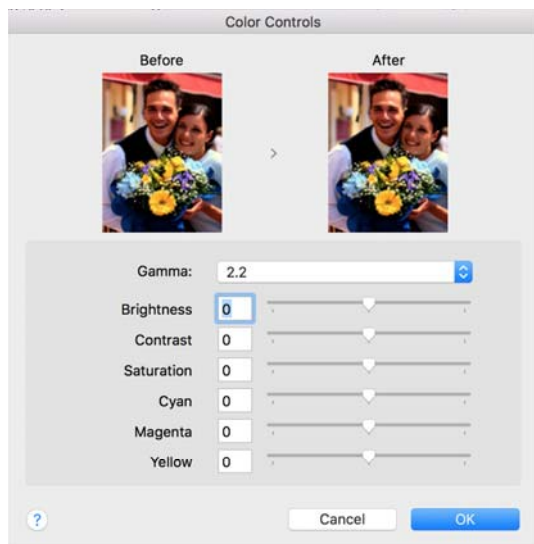 Color Controls
Before After
>
Gamma: 2.2
Brightness 0
Contrast 0
Saturation 0
Cyan 0
Magenta 0
Yellow 0
? Cancel OK